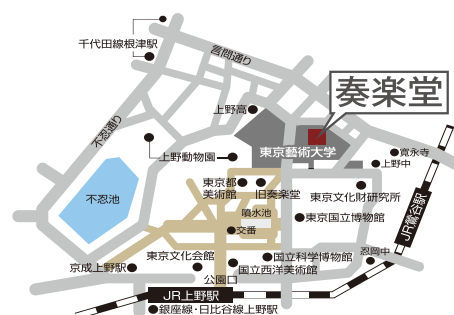 千代田線根津駅
言問通り
不忍通り
上野高
奏楽堂
東京藝術大学
寛永寺
上野中
上野動物園
東京都
美術館
旧奏楽堂
東京文化財研究所
不忍池
噴水池
東京国立博物館
交番
JR鶯谷駅
東京文化会館
国立科学博物館
忍岡中
京成上野駅
国立西洋美術館
公園口
JR上野駅
銀座線・日比谷線上野駅